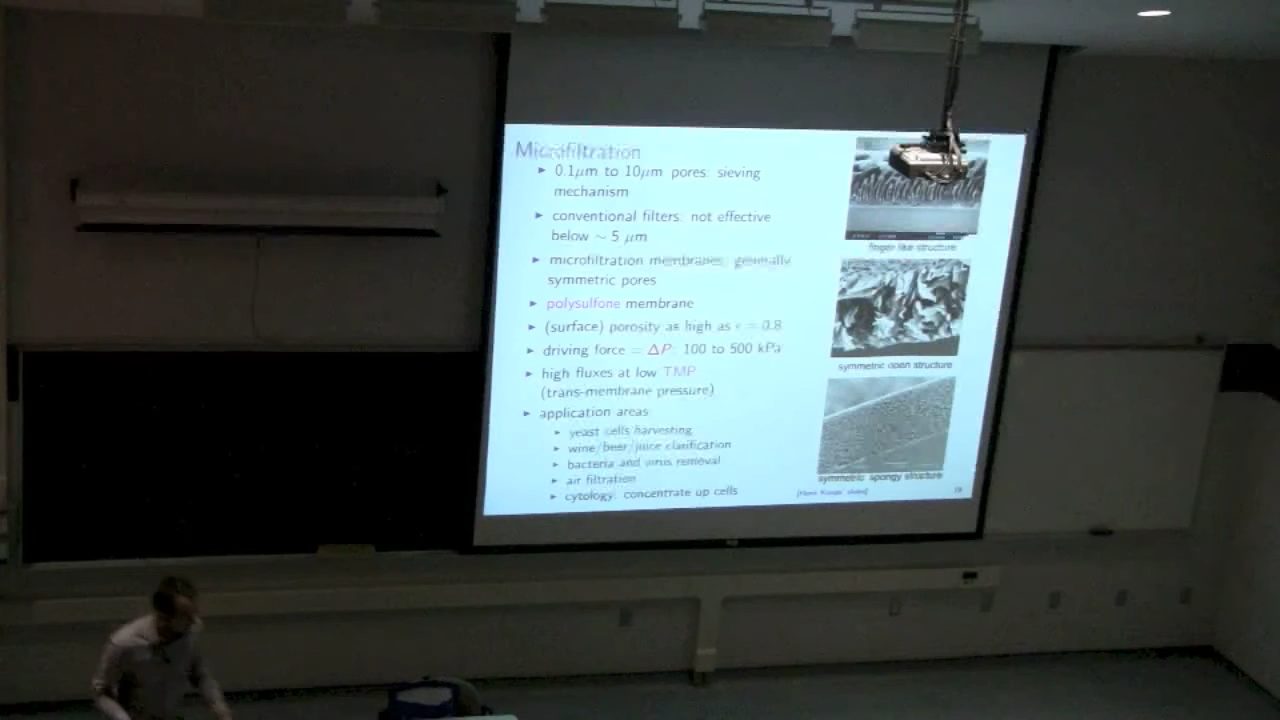 Microfiltration
▸ 0.1μm to 10μm pores: sieving
mechanism
▸ conventional filters: not effective
below ~ 5 μm
▸ microfiltration membranes: generally
symmetric pores
▸ polysulfone membrane
▸ (surface) porosity as high as ϵ = 0.8
▸ driving force = ΔP: 100 to 500 kPa
▸ high fluxes at low TMP
(trans-membrane pressure)
▸ application areas:
▸ yeast cells harvesting
▸ wine/beer/juice clarification
▸ bacteria and virus removal
▸ air filtration
▸ cytology: concentrate up cells
finger like structure
symmetric open structure
symmetric spongy structure